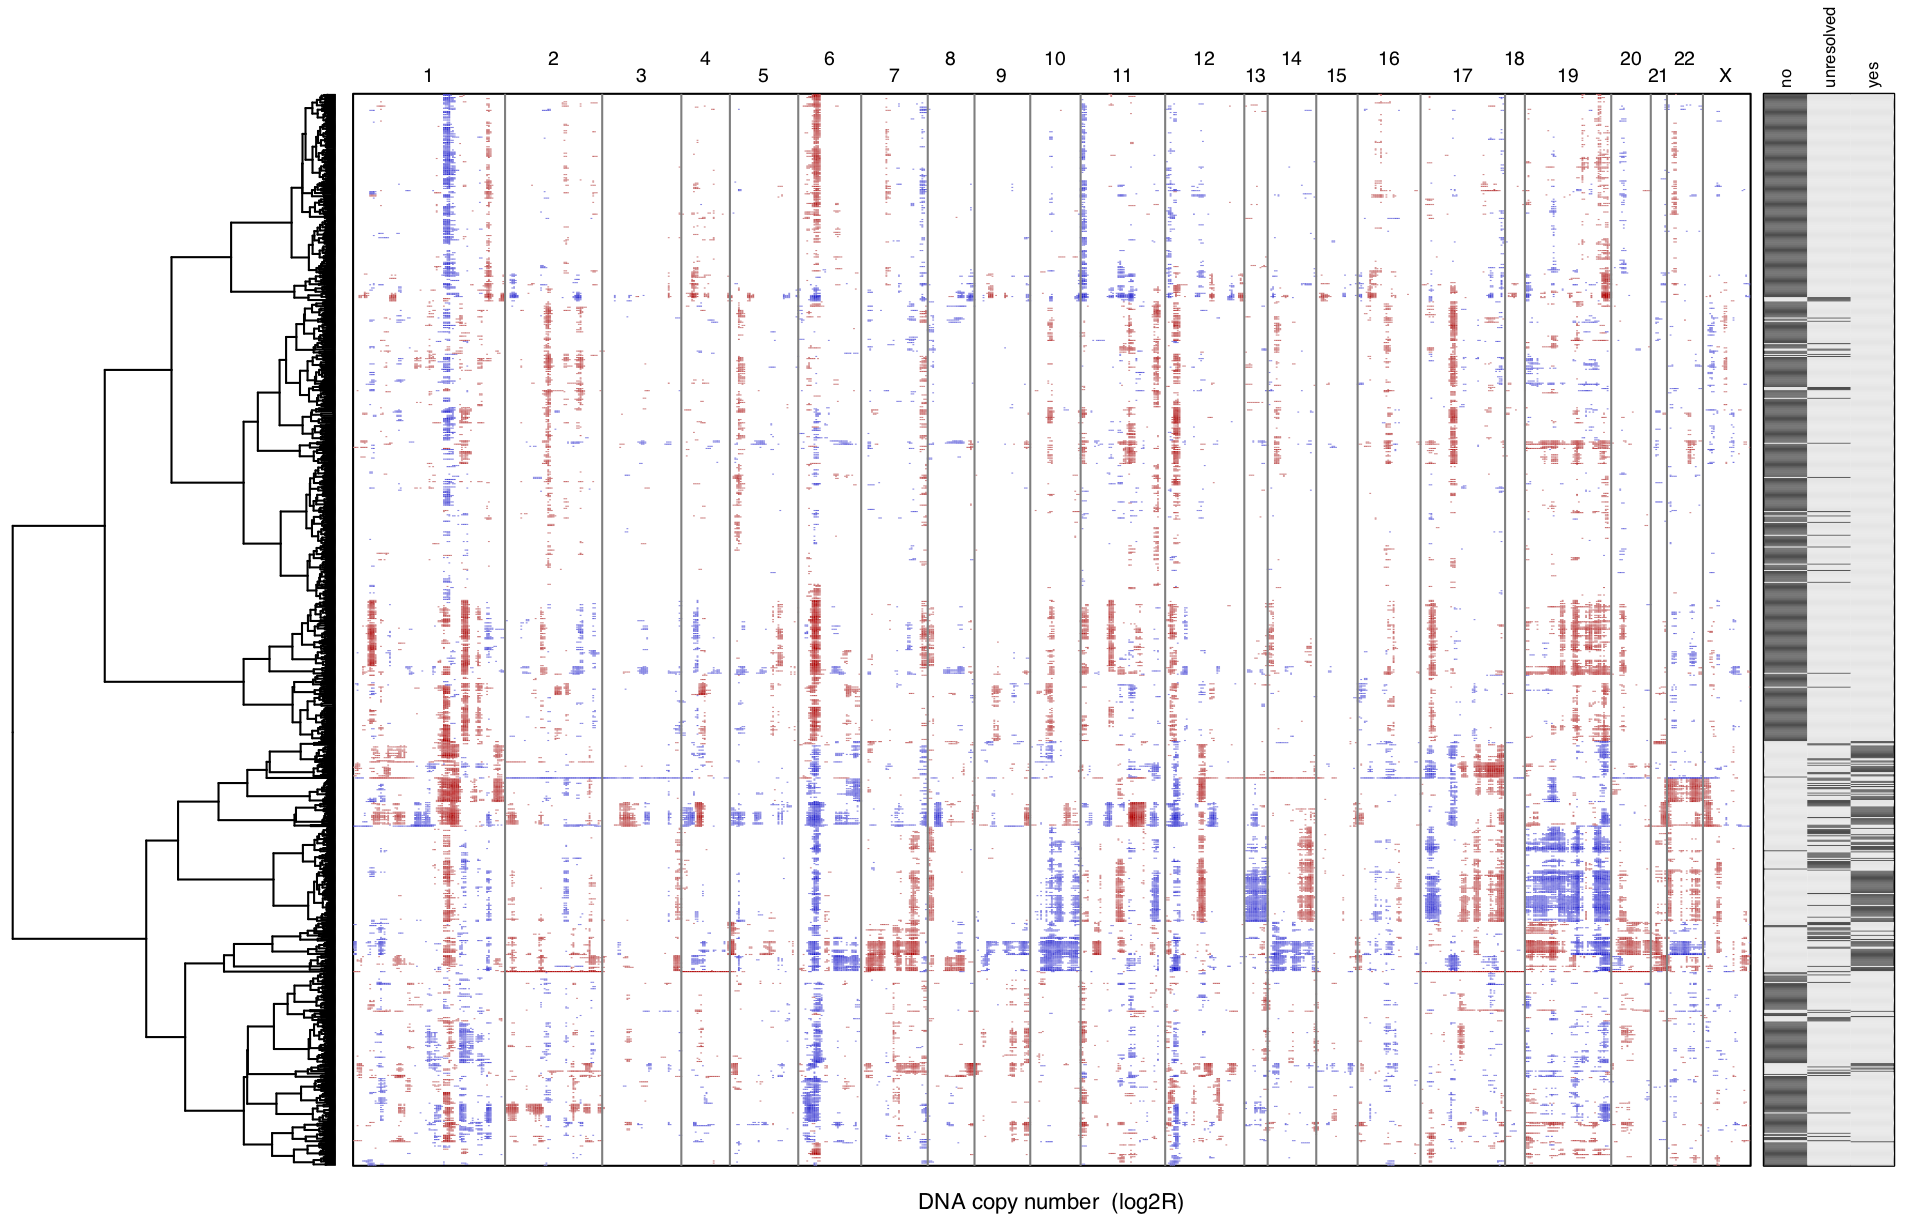 2 4 6 8 10 12 14 16 18 20 22
1 3 5 7 9 11 13 15 17 19 21 X
no unresolved yes
DNA copy number (log2R)